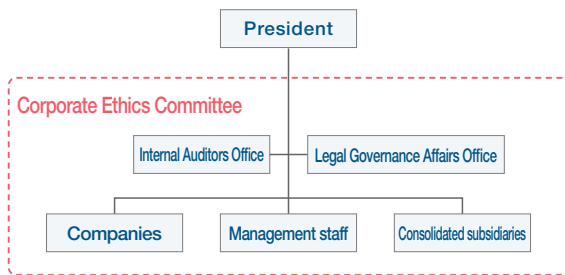 President
Corporate Ethics Committee
Internal Auditors Office
Legal Governance Affairs Office
Companies
Management staff
Consolidated subsidiaries